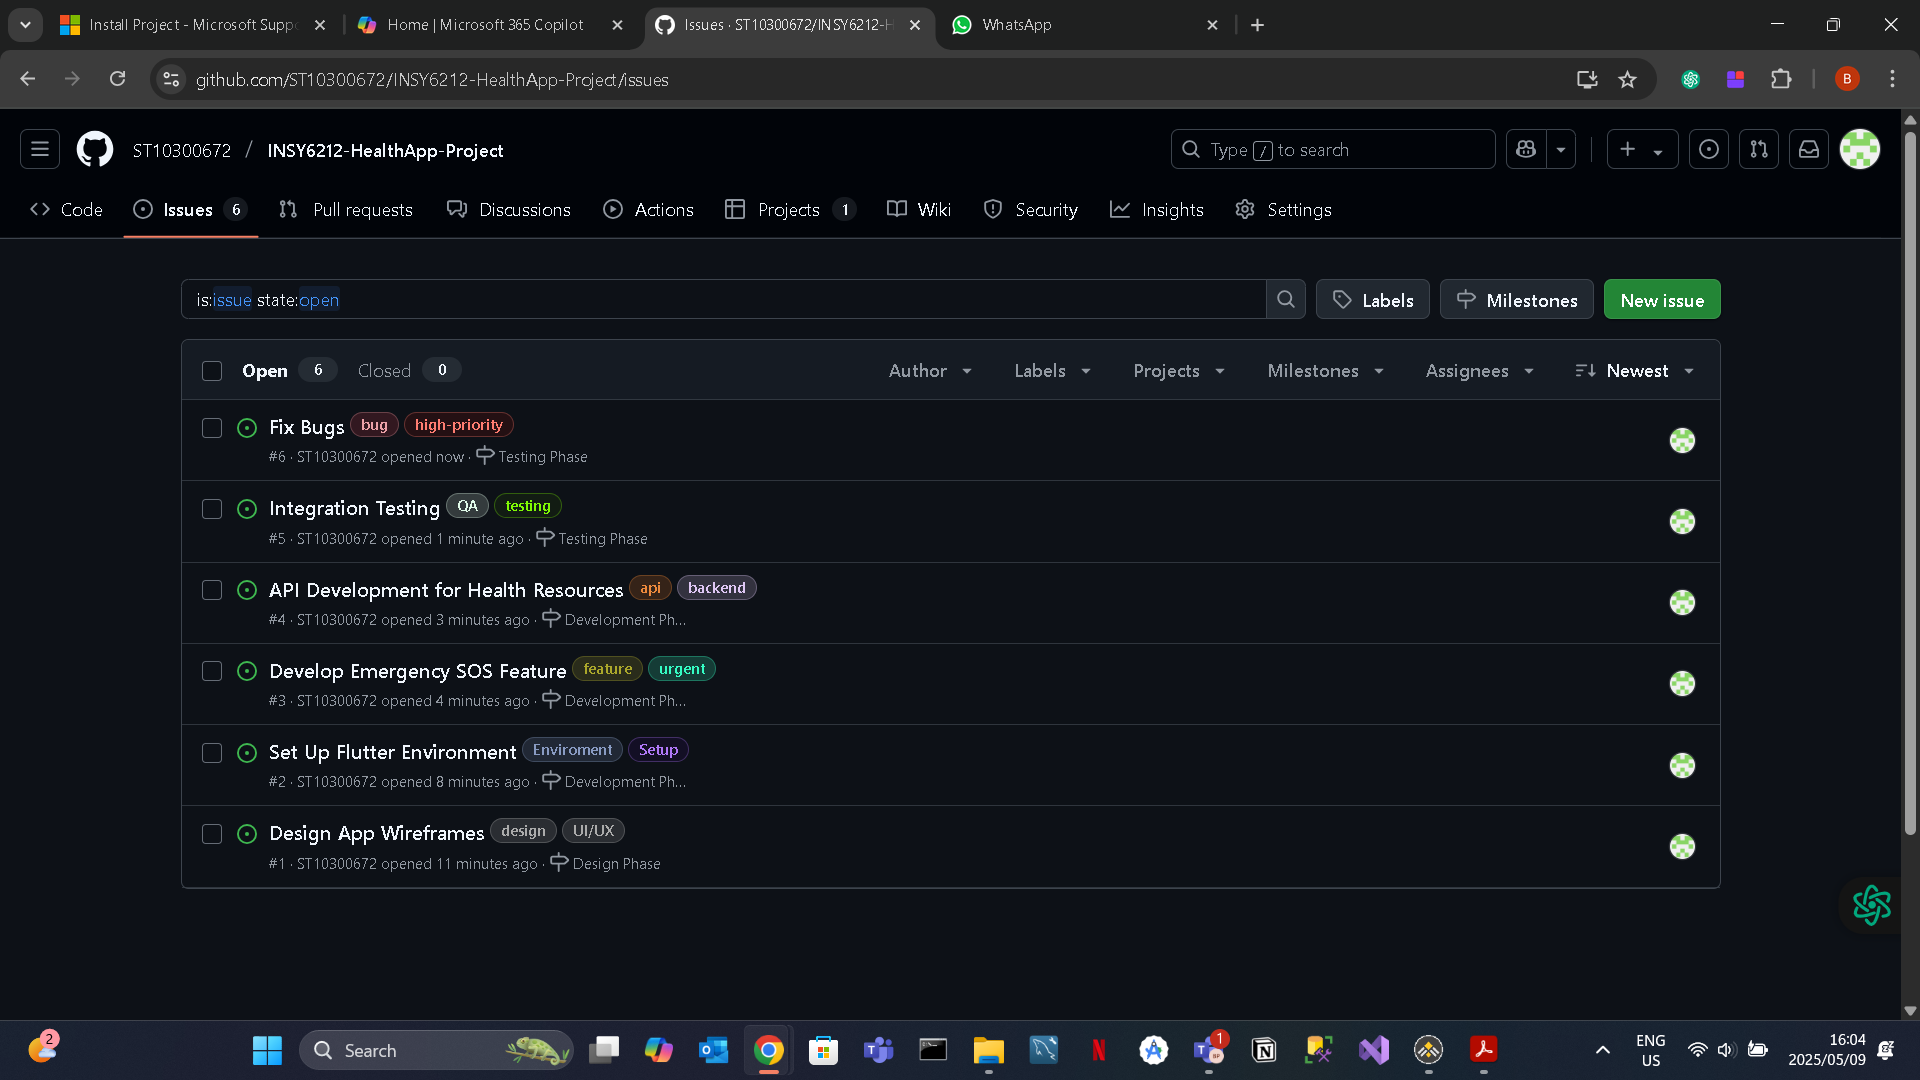 Install Project - Microsoft Suppo
Home | Microsoft 365 Copilot
Issues · ST10300672/INSY6212-H
WhatsApp
github.com/ST10300672/INSY6212-HealthApp-Project/issues
B
ST10300672 / INSY6212-HealthApp-Project
Type / to search
Code
Issues 6
Pull requests
Discussions
Actions
Projects 1
Wiki
Security
Insights
Settings
is:issue state:open
Labels
Milestones
New issue
Open 6
Closed 0
Author
Labels
Projects
Milestones
Assignees
Newest
Fix Bugs bug high-priority
#6 · ST10300672 opened now · Testing Phase
Integration Testing QA testing
#5 · ST10300672 opened 1 minute ago · Testing Phase
API Development for Health Resources api backend
#4 · ST10300672 opened 3 minutes ago · Development Ph...
Develop Emergency SOS Feature feature urgent
#3 · ST10300672 opened 4 minutes ago · Development Ph...
Set Up Flutter Environment Enviroment Setup
#2 · ST10300672 opened 8 minutes ago · Development Ph...
Design App Wireframes design UI/UX
#1 · ST10300672 opened 11 minutes ago · Design Phase
2
Search
1
ENG
US
16:04
2025/05/09